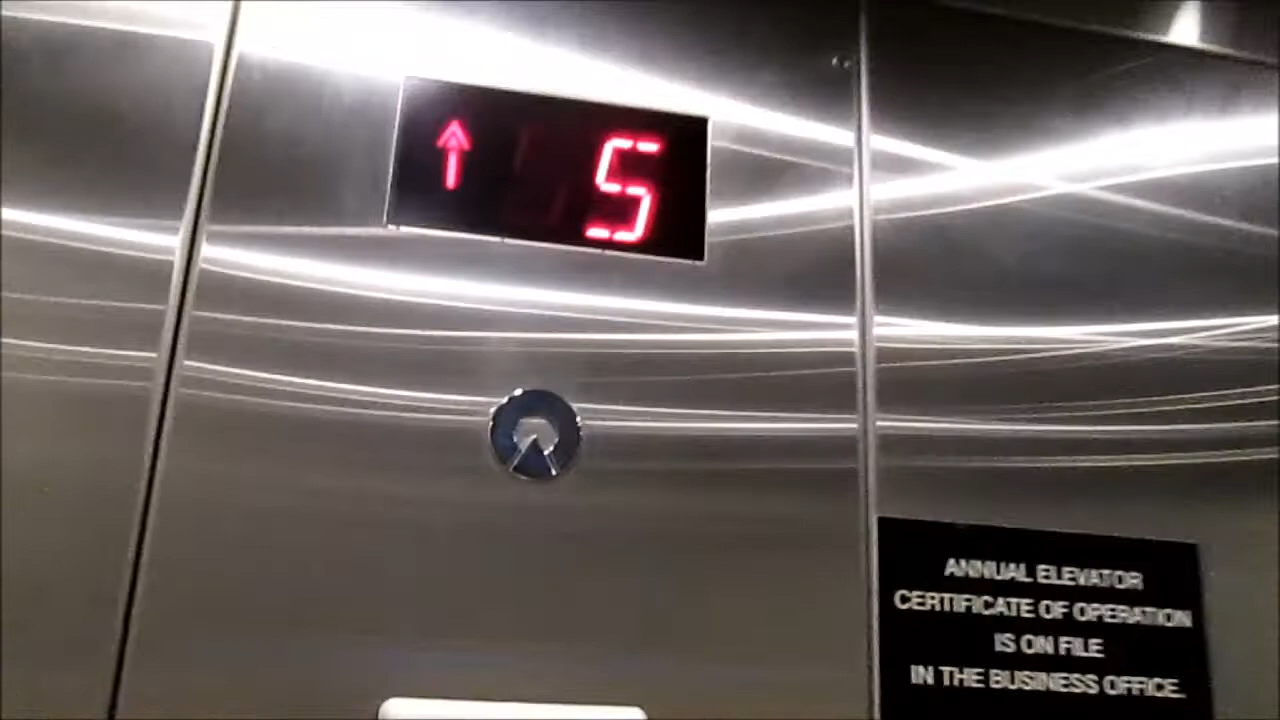 5
ANNUAL ELEVATOR
CERTIFICATE OF OPERATION
IS ON FILE
IN THE BUSINESS OFFICE.